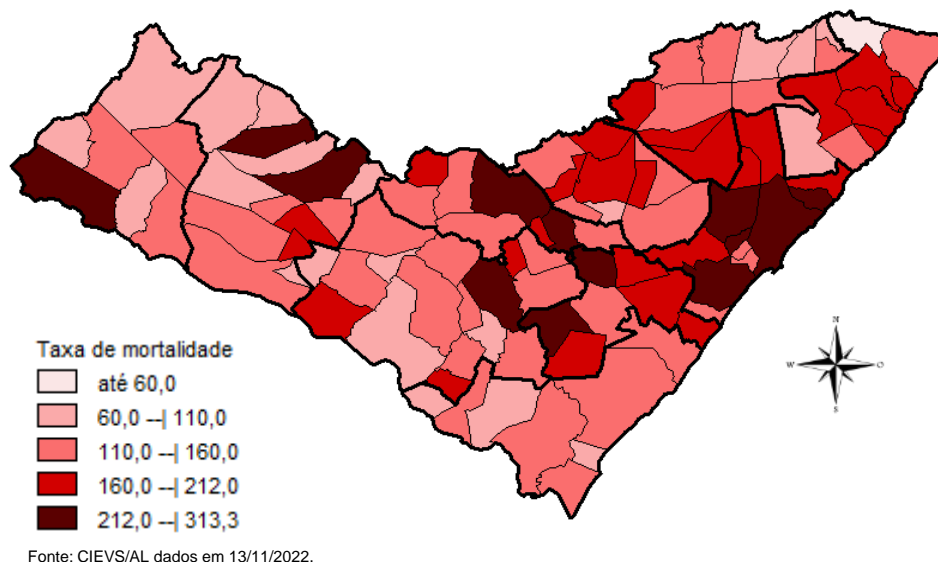 N
W
O
S
Taxa de mortalidade
até 60,0
60,0 --| 110,0
110,0 --| 160,0
160,0 --| 212,0
212,0 --| 313,3
Fonte: CIEVS/AL dados em 13/11/2022.